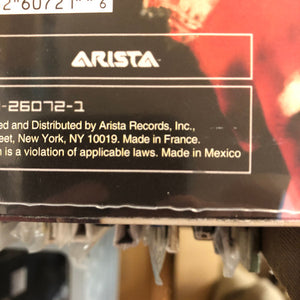 2"60721"6
ARISTA
-26072-1
ed and Distributed by Arista Records, Inc.,
eet, New York, NY 10019. Made in France.
n is a violation of applicable laws. Made in Mexico